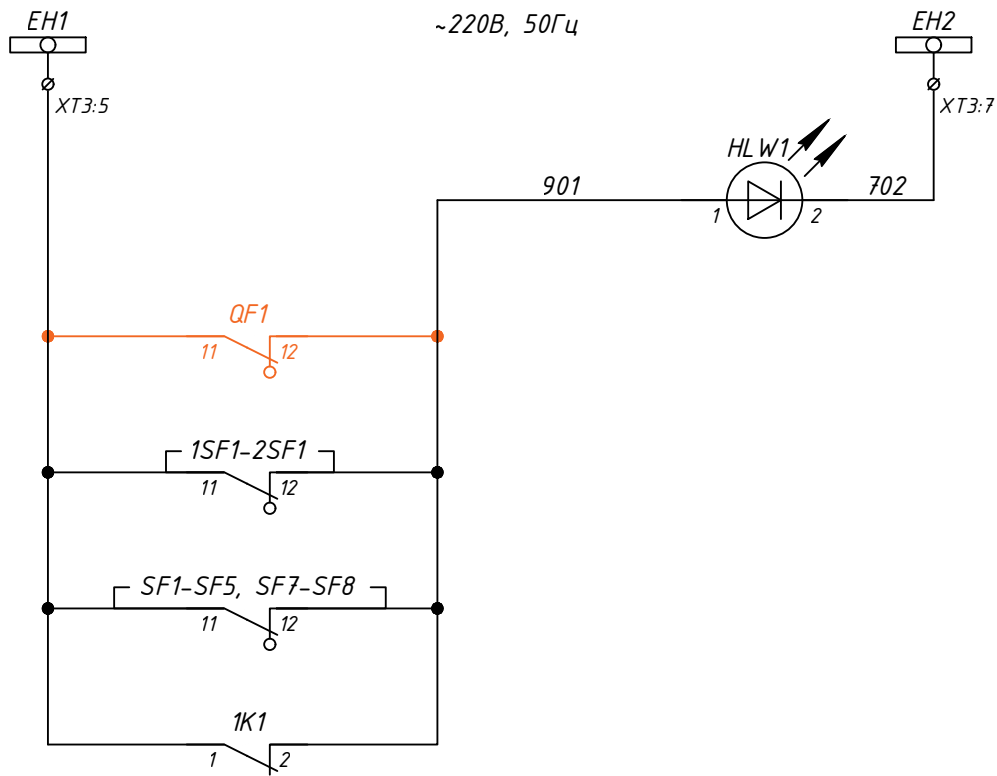 EH1
~220В, 50Гц
EH2
XT3:5
XT3:7
HLW1
901
702
1
2
QF1
11
12
1SF1-2SF1
11
12
SF1-SF5, SF7-SF8
11
12
1K1
1
2